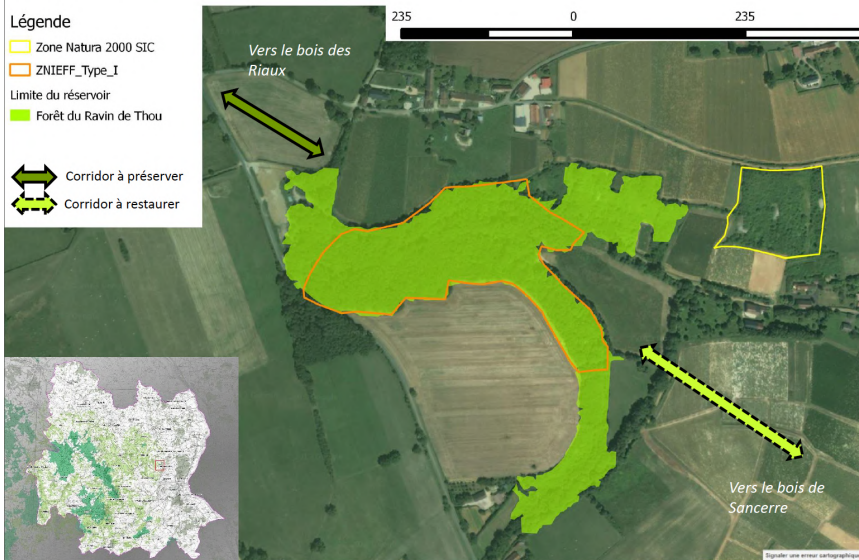 Légende
Zone Natura 2000 SIC
ZNIEFF_Type_I
Limite du réservoir
Forêt du Ravin de Thou
Corridor à préserver
Corridor à restaurer
235 0 235
Vers le bois des
Riaux
Vers le bois de
Sancerre
Signaler une erreur cartographique